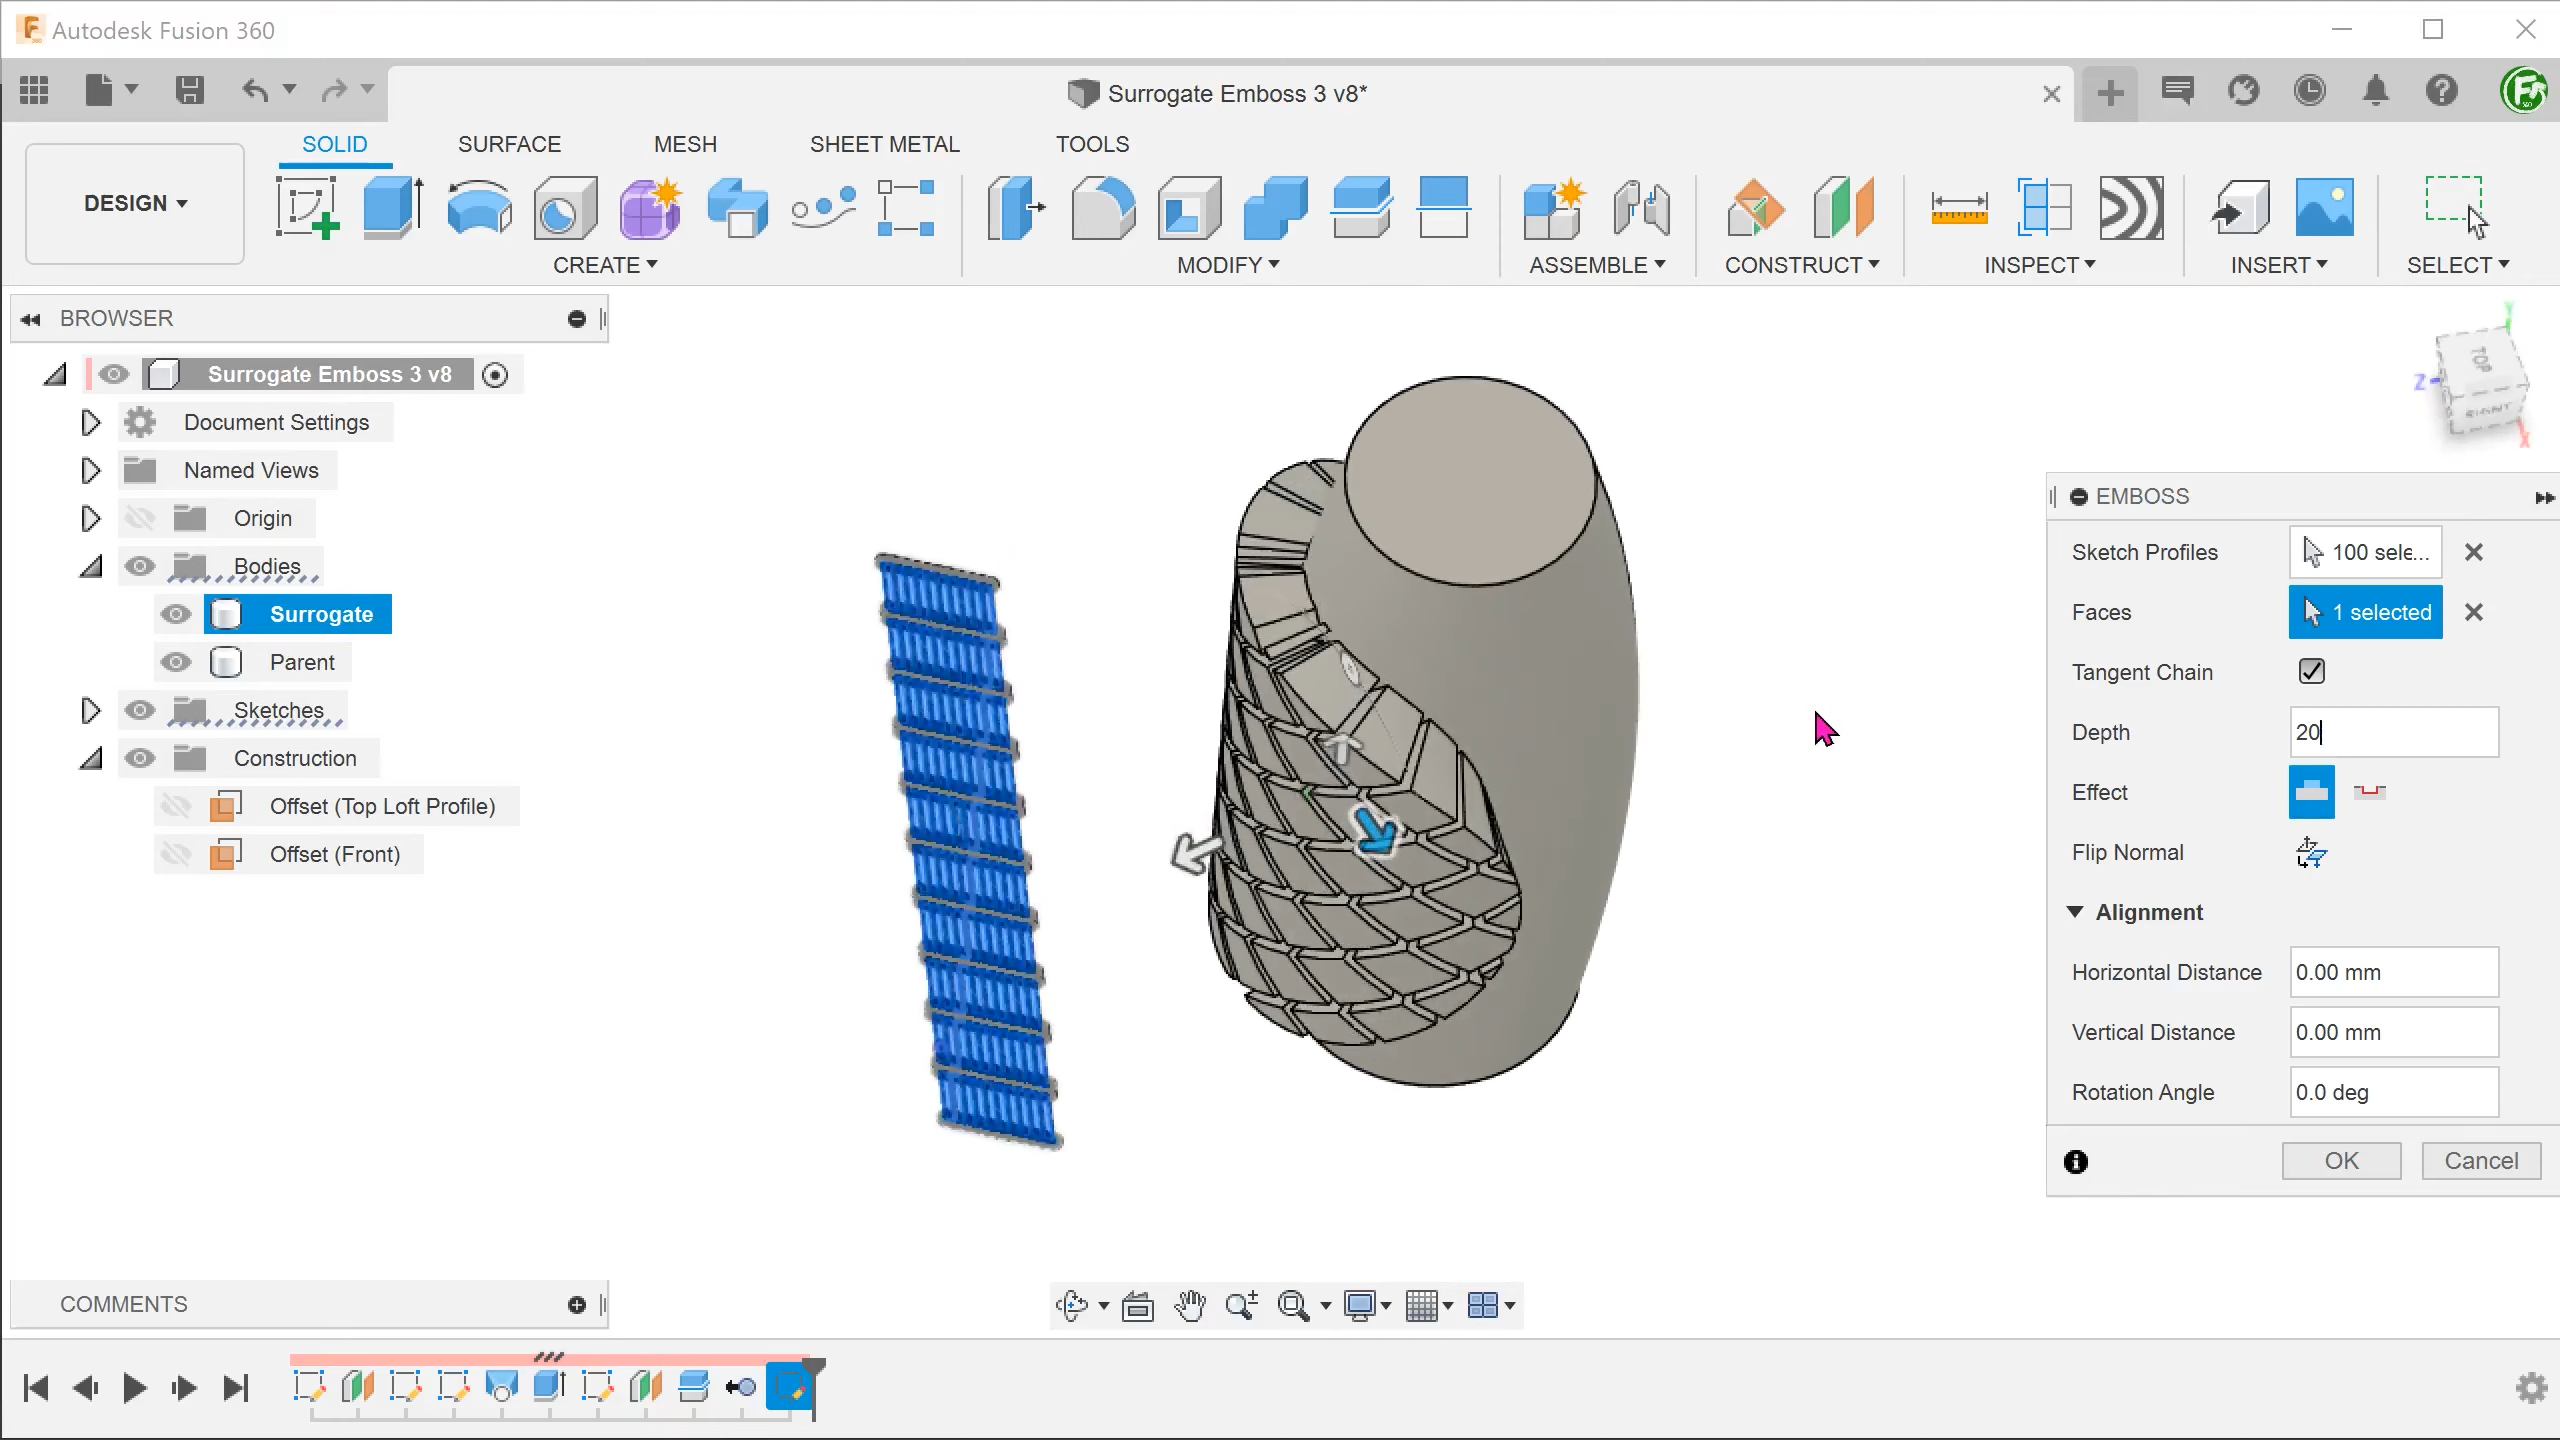 Autodesk Fusion 360
Surrogate Emboss 3 v8*
SOLID SURFACE MESH SHEET METAL TOOLS
DESIGN
CREATE MODIFY ASSEMBLE CONSTRUCT INSPECT INSERT SELECT
BROWSER
Surrogate Emboss 3 v8
Document Settings
Named Views
Origin
Bodies
Surrogate
Parent
Sketches
Construction
Offset (Top Loft Profile)
Offset (Front)
Y
TOP
Z
RIGHT
X
EMBOSS
Sketch Profiles 100 sele...
Faces 1 selected
Tangent Chain
Depth 20
Effect
Flip Normal
Alignment
Horizontal Distance 0.00 mm
Vertical Distance 0.00 mm
Rotation Angle 0.0 deg
OK Cancel
COMMENTS